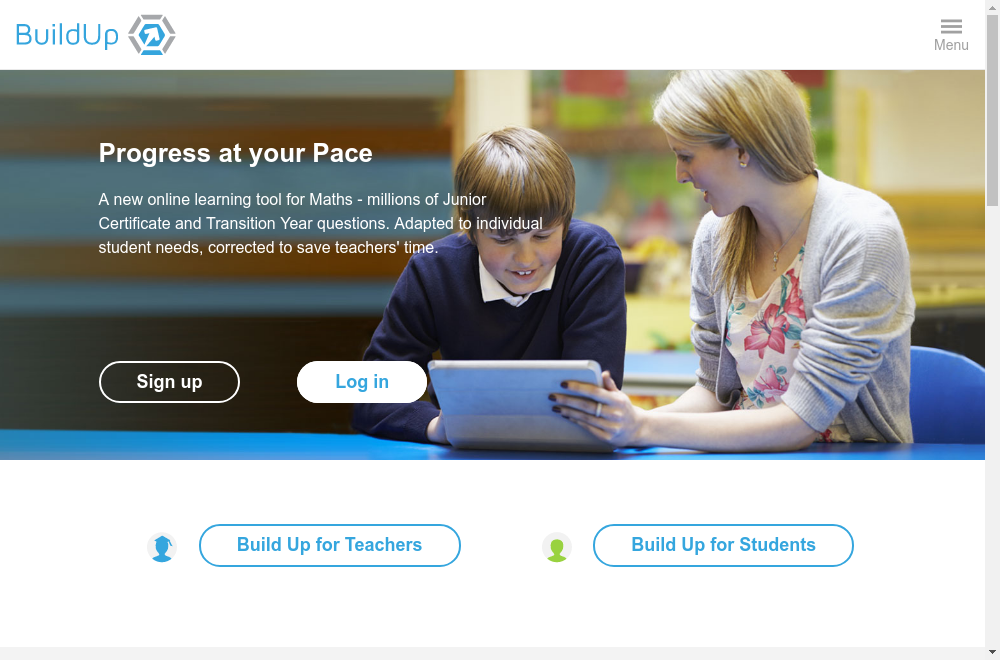 BuildUp
Menu
Progress at your Pace
A new online learning tool for Maths - millions of Junior
Certificate and Transition Year questions. Adapted to individual
student needs, corrected to save teachers' time.
Sign up
Log in
Build Up for Teachers
Build Up for Students